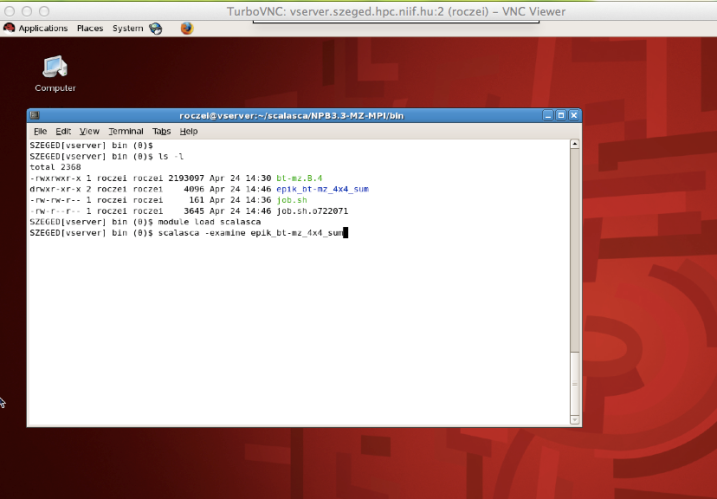 TurboVNC: vserver.szeged.hpc.niif.hu:2 (roczei) – VNC Viewer
Applications Places System
Computer
roczei@vserver:~/scalasca/NPB3.3-MZ-MPI/bin
File Edit View Terminal Tabs Help
SZEGED[vserver] bin (0)$
SZEGED[vserver] bin (0)$ ls -l
total 2368
-rwxrwxr-x 1 roczei roczei 2193097 Apr 24 14:30 bt-mz.B.4
drwxr-xr-x 2 roczei roczei 4096 Apr 24 14:46 epik_bt-mz_4x4_sum
-rw-rw-r-- 1 roczei roczei 161 Apr 24 14:36 job.sh
-rw-r--r-- 1 roczei roczei 3645 Apr 24 14:46 job.sh.o722071
SZEGED[vserver] bin (0)$ module load scalasca
SZEGED[vserver] bin (0)$ scalasca -examine epik_bt-mz_4x4_sum